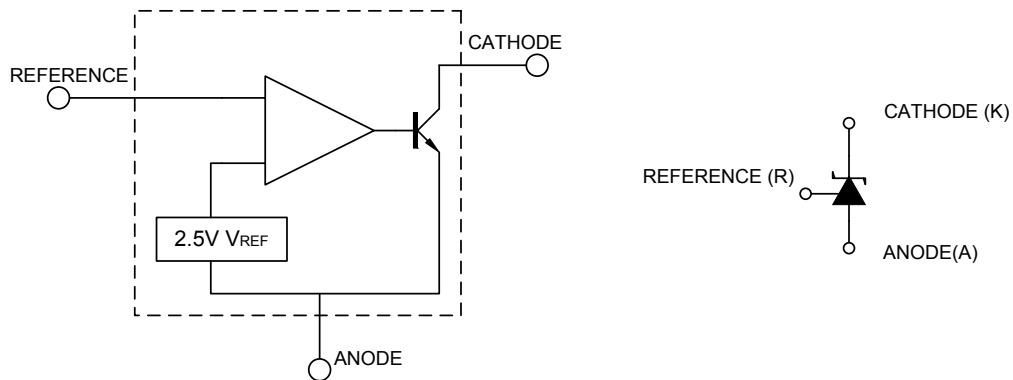 CATHODE
REFERENCE
2.5V VREF
ANODE
CATHODE (K)
REFERENCE (R)
ANODE(A)